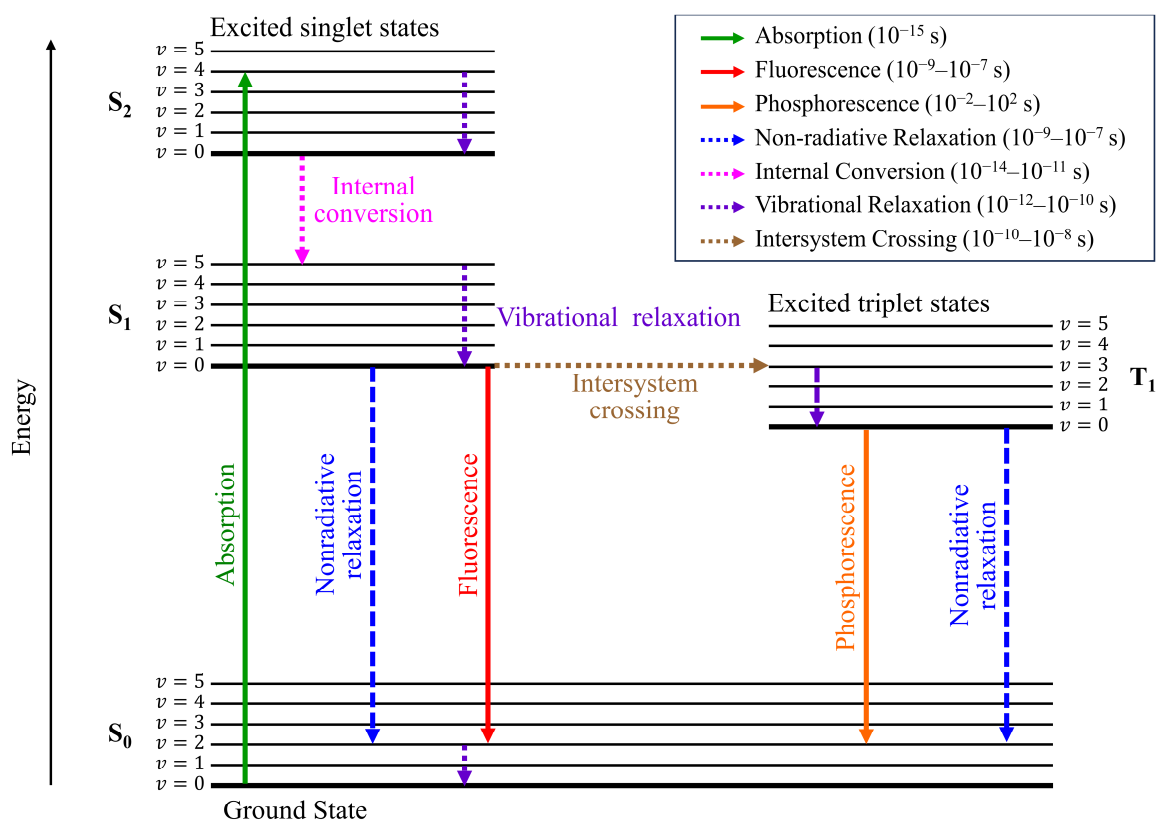 Excited singlet states
v = 5
v = 4
v = 3
v = 2
v = 1
v = 0
S₂
Absorption (10⁻¹⁵ s)
Fluorescence (10⁻⁹–10⁻⁷ s)
Phosphorescence (10⁻²–10² s)
Non-radiative Relaxation (10⁻⁹–10⁻⁷ s)
Internal Conversion (10⁻¹⁴–10⁻¹¹ s)
Vibrational Relaxation (10⁻¹²–10⁻¹⁰ s)
Intersystem Crossing (10⁻¹⁰–10⁻⁸ s)
Internal
conversion
v = 5
v = 4
v = 3
v = 2
v = 1
v = 0
S₁
Vibrational relaxation
Intersystem
crossing
Excited triplet states
v = 5
v = 4
v = 3
v = 2
v = 1
v = 0
T₁
Energy
Absorption
Nonradiative
relaxation
Fluorescence
Phosphorescence
Nonradiative
relaxation
v = 5
v = 4
v = 3
v = 2
v = 1
v = 0
S₀
Ground State